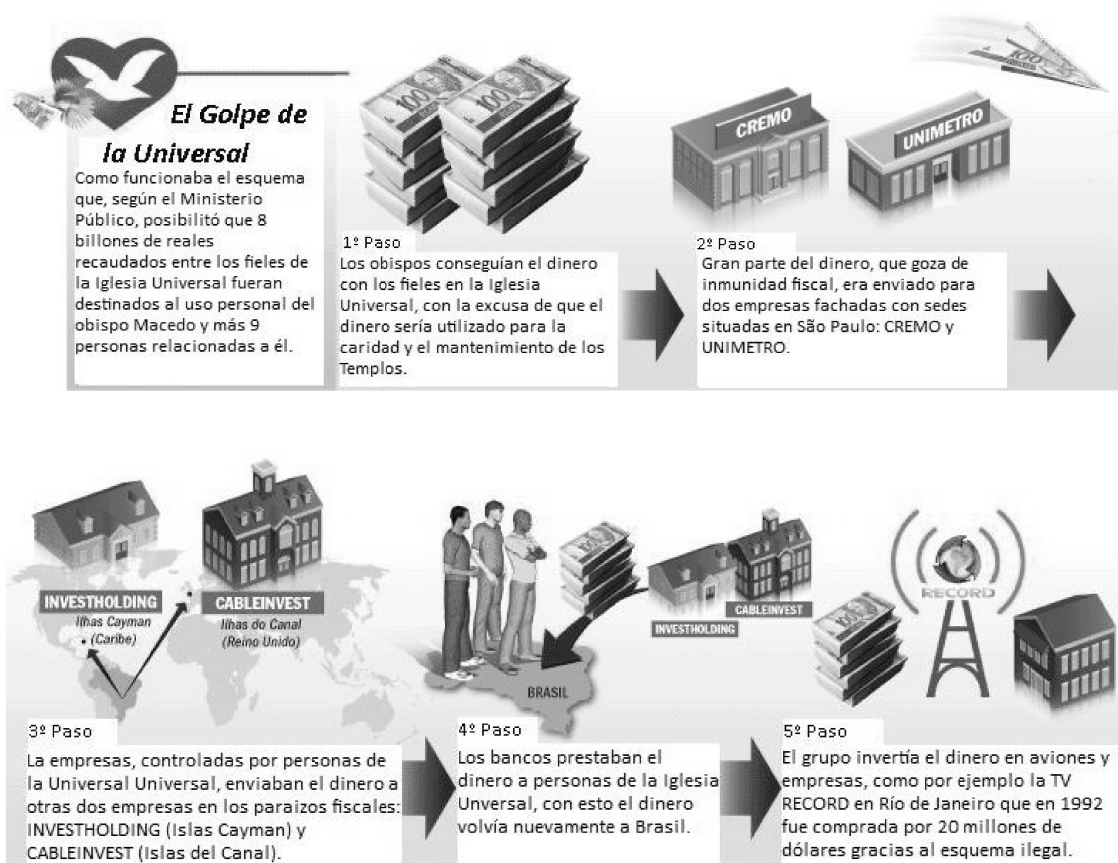 El Golpe de
la Universal
Como funcionaba el esquema
que, según el Ministerio
Público, posibilitó que 8
billones de reales
recaudados entre los fieles de
la Iglesia Universal fueran
destinados al uso personal del
obispo Macedo y más 9
personas relacionadas a él.
100
100
1º Paso
Los obispos conseguían el dinero
con los fieles en la Iglesia
Universal, con la excusa de que el
dinero sería utilizado para la
caridad y el mantenimiento de los
Templos.
CREMO
UNIMETRO
100
2º Paso
Gran parte del dinero, que goza de
inmunidad fiscal, era enviado para
dos empresas fachadas con sedes
situadas en São Paulo: CREMO y
UNIMETRO.
INVESTHOLDING
Ilhas Cayman
(Caribe)
CABLEINVEST
Ilhas do Canal
(Reino Unido)
3º Paso
La empresas, controladas por personas de
la Universal Universal, enviaban el dinero a
otras dos empresas en los paraizos fiscales:
INVESTHOLDING (Islas Cayman) y
CABLEINVEST (Islas del Canal).
100
CABLEINVEST
INVESTHOLDING
BRASIL
4º Paso
Los bancos prestaban el
dinero a personas de la Iglesia
Unversal, con esto el dinero
volvía nuevamente a Brasil.
RECORD
100
5º Paso
El grupo invertía el dinero en aviones y
empresas, como por ejemplo la TV
RECORD en Río de Janeiro que en 1992
fue comprada por 20 millones de
dólares gracias al esquema ilegal.